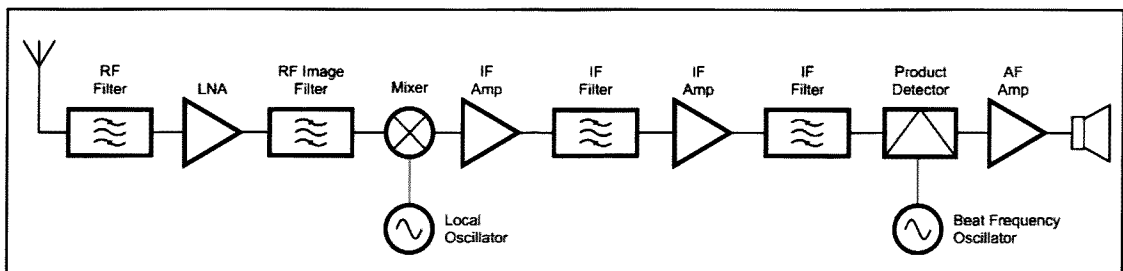 RF
Filter
LNA
RF Image
Filter
Mixer
IF
Amp
IF
Filter
IF
Amp
IF
Filter
Product
Detector
AF
Amp
Local
Oscillator
Beat Frequency
Oscillator